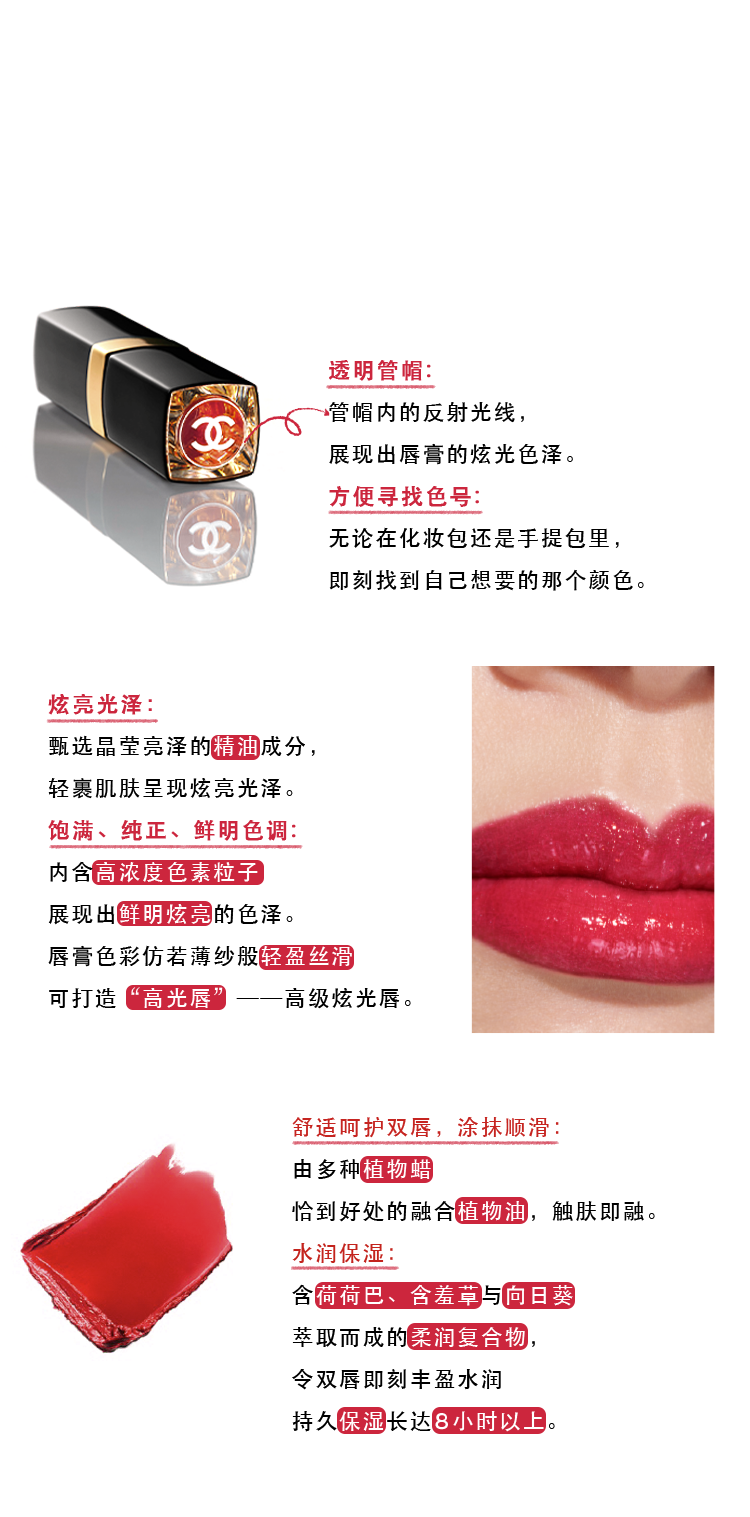 透明管帽：
管帽内的反射光线，
展现出唇膏的炫光色泽。
方便寻找色号：
无论在化妆包还是手提包里，
即刻找到自己想要的那个颜色。
炫亮光泽：
甄选晶莹亮泽的精油成分，
轻裹肌肤呈现炫亮光泽。
饱满、纯正、鲜明色调：
内含高浓度色素粒子
展现出鲜明炫亮的色泽。
唇膏色彩仿若薄纱般轻盈丝滑
可打造“高光唇”——高级炫光唇。
舒适呵护双唇，涂抹顺滑：
由多种植物蜡
恰到好处的融合植物油，触肤即融。
水润保湿：
含荷荷巴、含羞草与向日葵
萃取而成的柔润复合物，
令双唇即刻丰盈水润
持久保湿长达8小时以上。